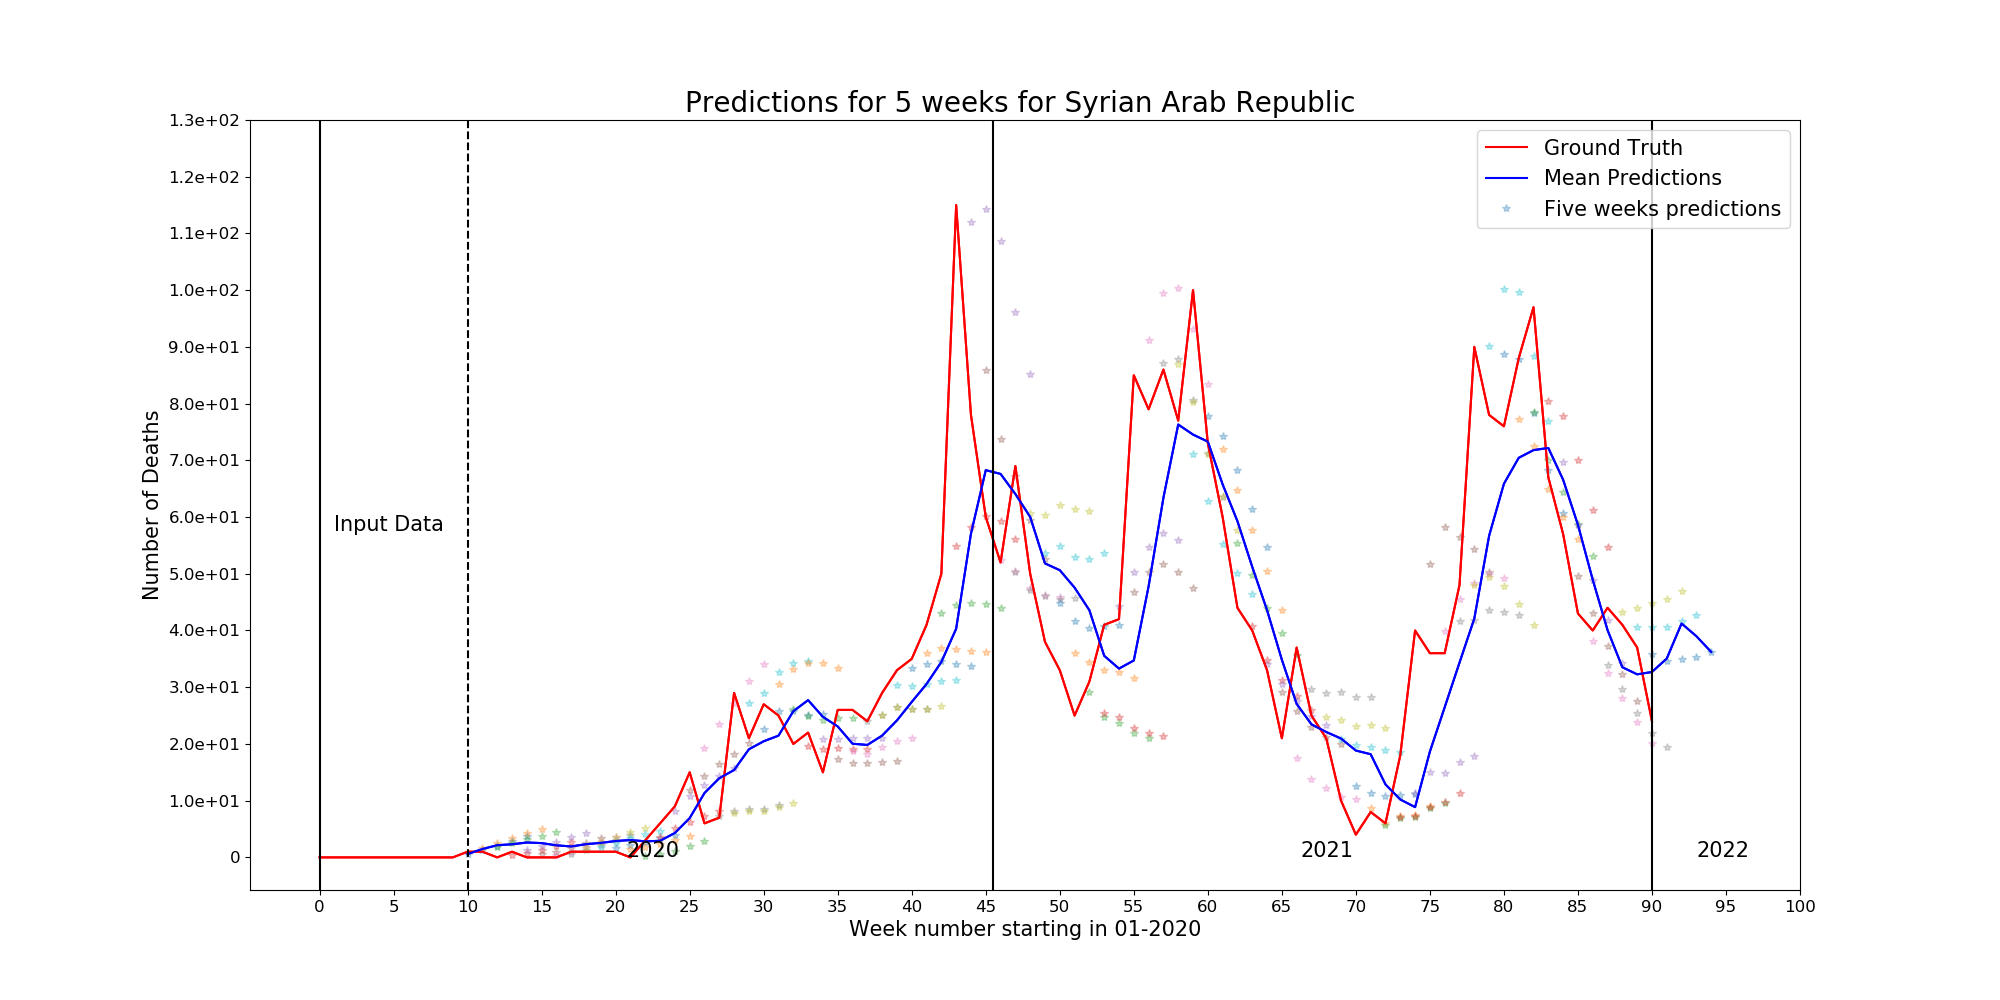 Predictions for 5 weeks for Syrian Arab Republic
1.3e+02
1.2e+02
1.1e+02
1.0e+02
9.0e+01
8.0e+01
7.0e+01
6.0e+01
5.0e+01
4.0e+01
3.0e+01
2.0e+01
1.0e+01
0
Number of Deaths
Ground Truth
Mean Predictions
Five weeks predictions
Input Data
2020
2021
2022
0 5 10 15 20 25 30 35 40 45 50 55 60 65 70 75 80 85 90 95 100
Week number starting in 01-2020